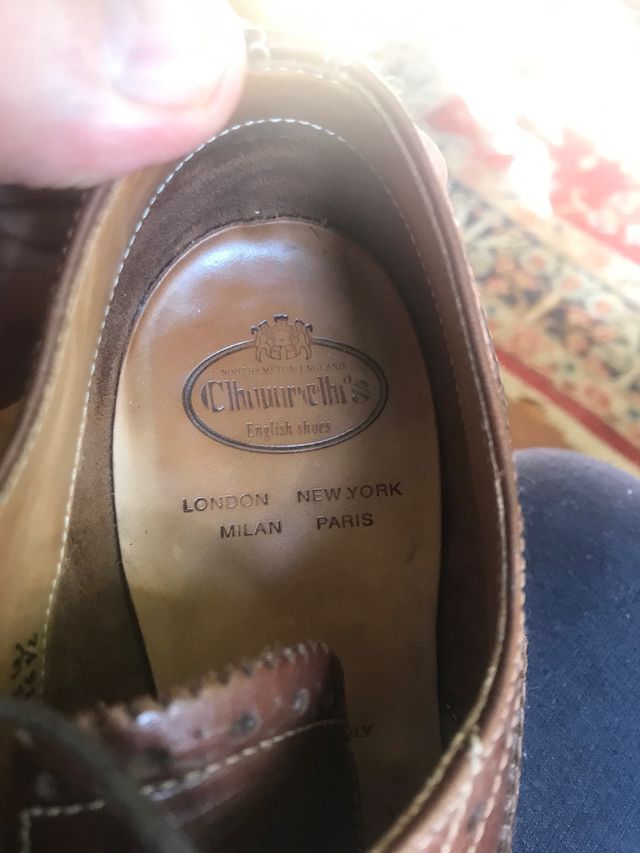 NORTHAMPTON ENGLAND
Church's
English shoes
LONDON NEW YORK
MILAN PARIS